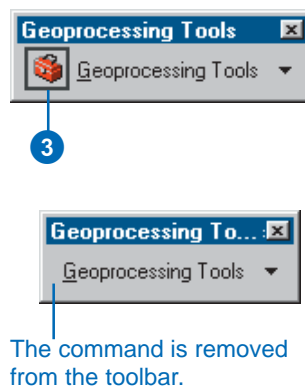 Geoprocessing Tools
Geoprocessing Tools
3
Geoprocessing To...
Geoprocessing Tools
The command is removed
from the toolbar.